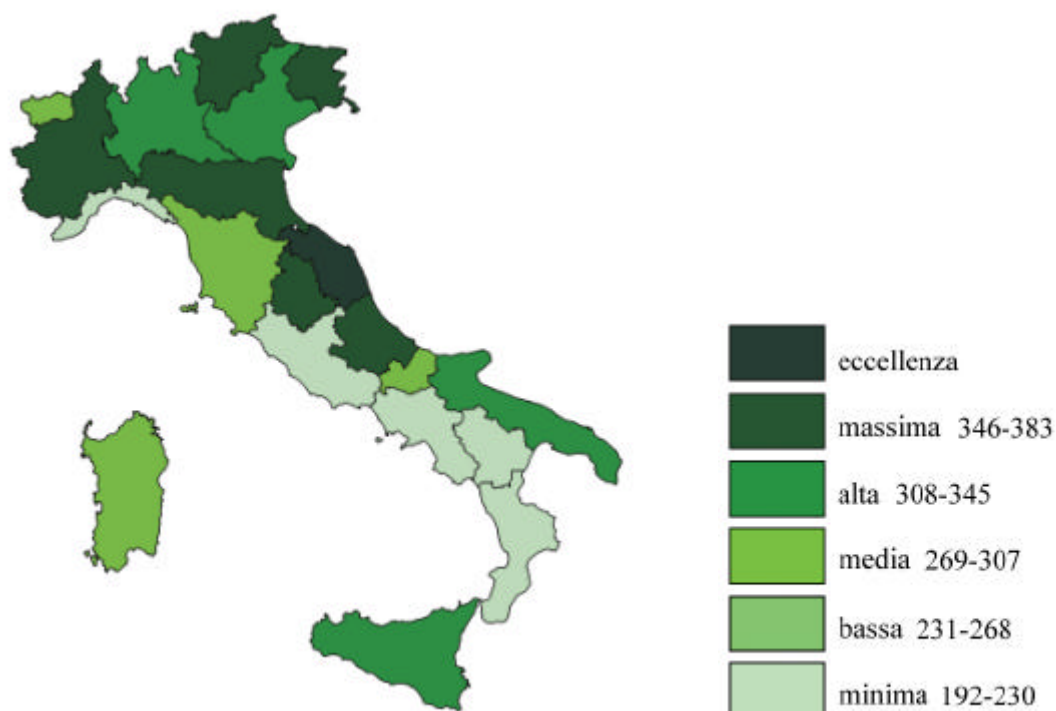 eccellenza
massima 346-383
alta 308-345
media 269-307
bassa 231-268
minima 192-230